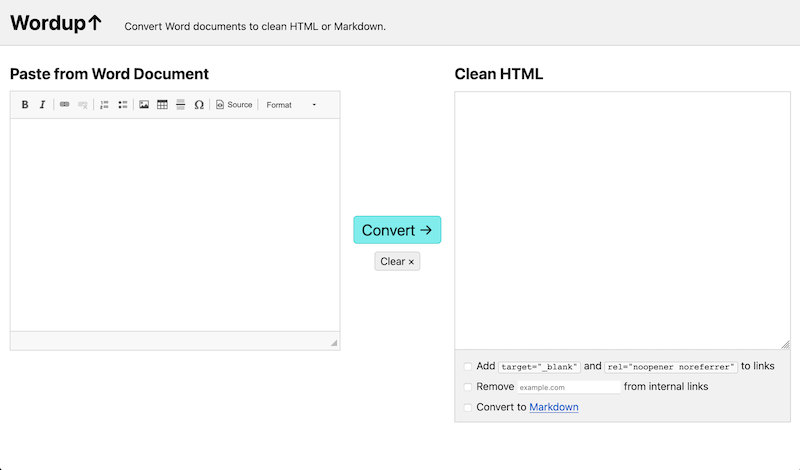 Wordup↑
Convert Word documents to clean HTML or Markdown.
Paste from Word Document
B I Ω Source Format
Convert →
Clear ×
Clean HTML
Add target="_blank" and rel="noopener noreferrer" to links
Remove example.com from internal links
Convert to Markdown